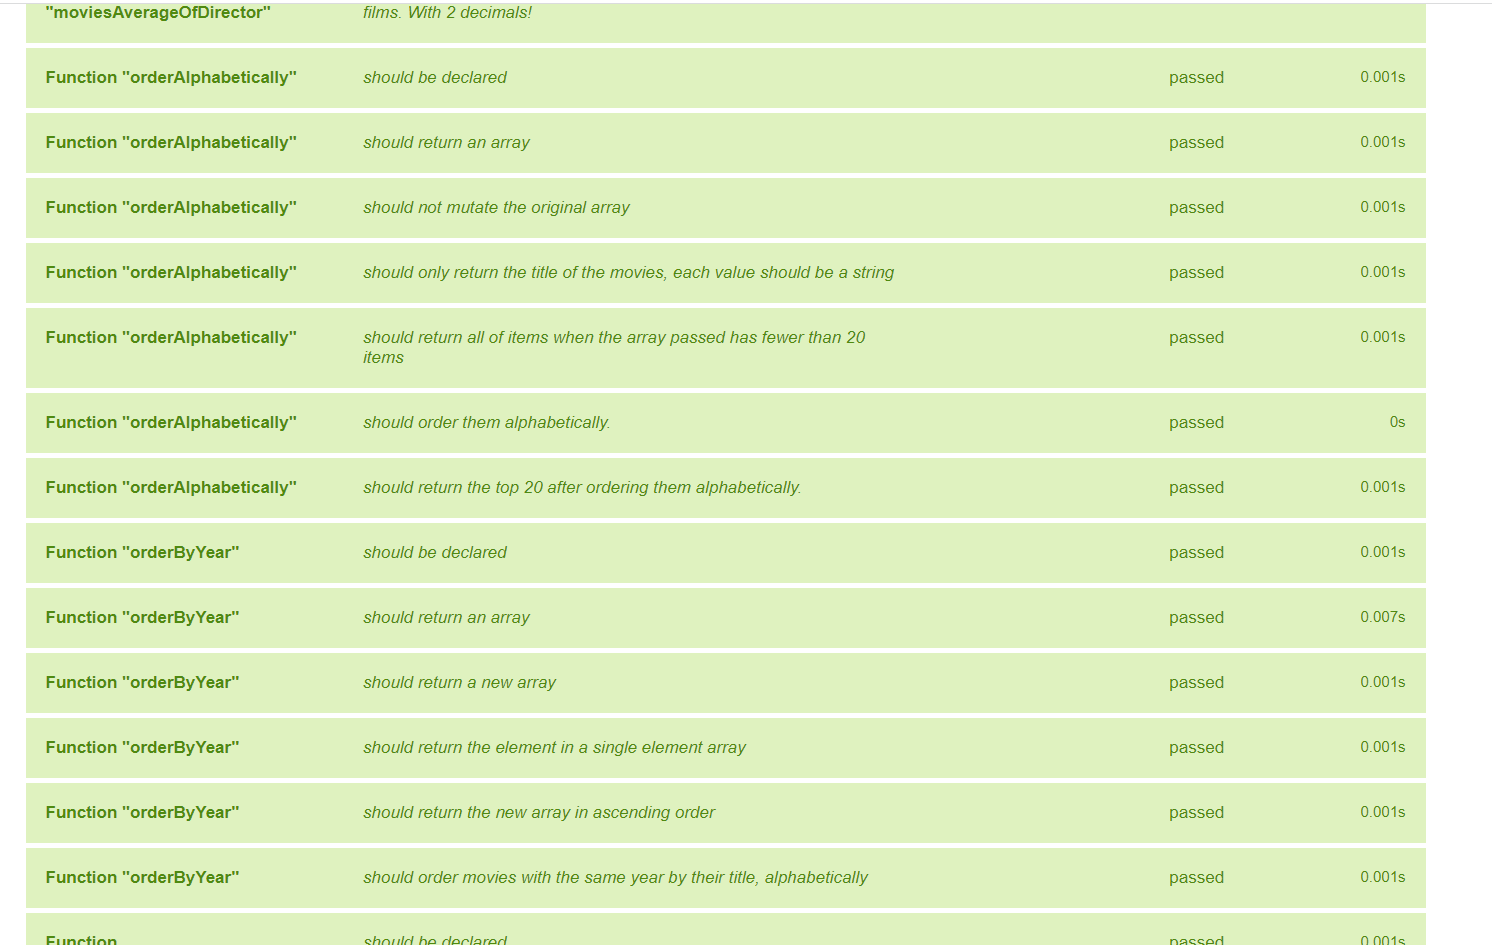 "moviesAverageOfDirector" films. With 2 decimals!
Function "orderAlphabetically" should be declared passed 0.001s
Function "orderAlphabetically" should return an array passed 0.001s
Function "orderAlphabetically" should not mutate the original array passed 0.001s
Function "orderAlphabetically" should only return the title of the movies, each value should be a string passed 0.001s
Function "orderAlphabetically" should return all of items when the array passed has fewer than 20 passed 0.001s
items
Function "orderAlphabetically" should order them alphabetically. passed 0s
Function "orderAlphabetically" should return the top 20 after ordering them alphabetically. passed 0.001s
Function "orderByYear" should be declared passed 0.001s
Function "orderByYear" should return an array passed 0.007s
Function "orderByYear" should return a new array passed 0.001s
Function "orderByYear" should return the element in a single element array passed 0.001s
Function "orderByYear" should return the new array in ascending order passed 0.001s
Function "orderByYear" should order movies with the same year by their title, alphabetically passed 0.001s
Function should be declared passed 0.001s